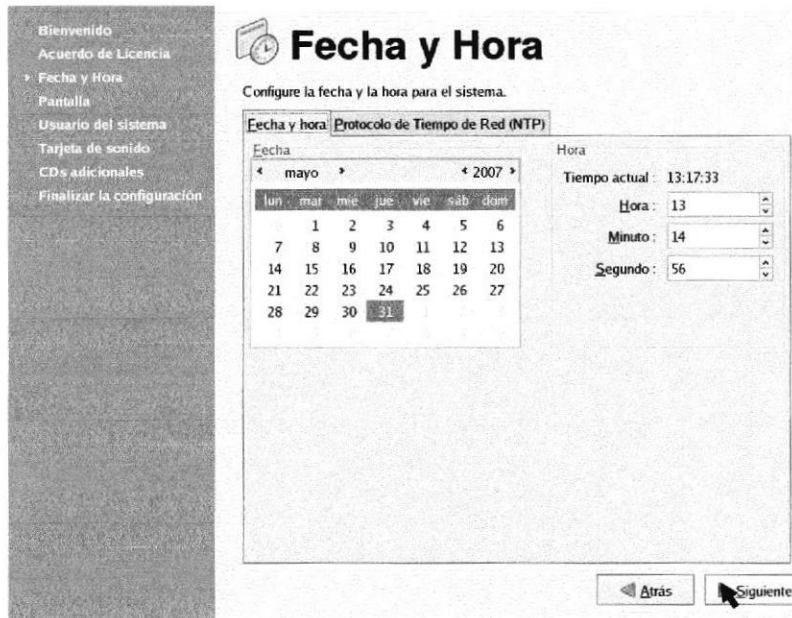 Bienvenido
Acuerdo de Licencia
Fecha y Hora
Pantalla
Usuario del sistema
Tarjeta de sonido
CDs adicionales
Finalizar la configuración
Fecha y Hora
Configure la fecha y la hora para el sistema.
Fecha y hora Protocolo de Tiempo de Red (NTP)
Fecha
mayo 2007
lun mar mié jue vie sáb dom
1 2 3 4 5 6
7 8 9 10 11 12 13
14 15 16 17 18 19 20
21 22 23 24 25 26 27
28 29 30 31
Hora
Tiempo actual : 13:17:33
Hora : 13
Minuto : 14
Segundo : 56
Atrás Siguiente